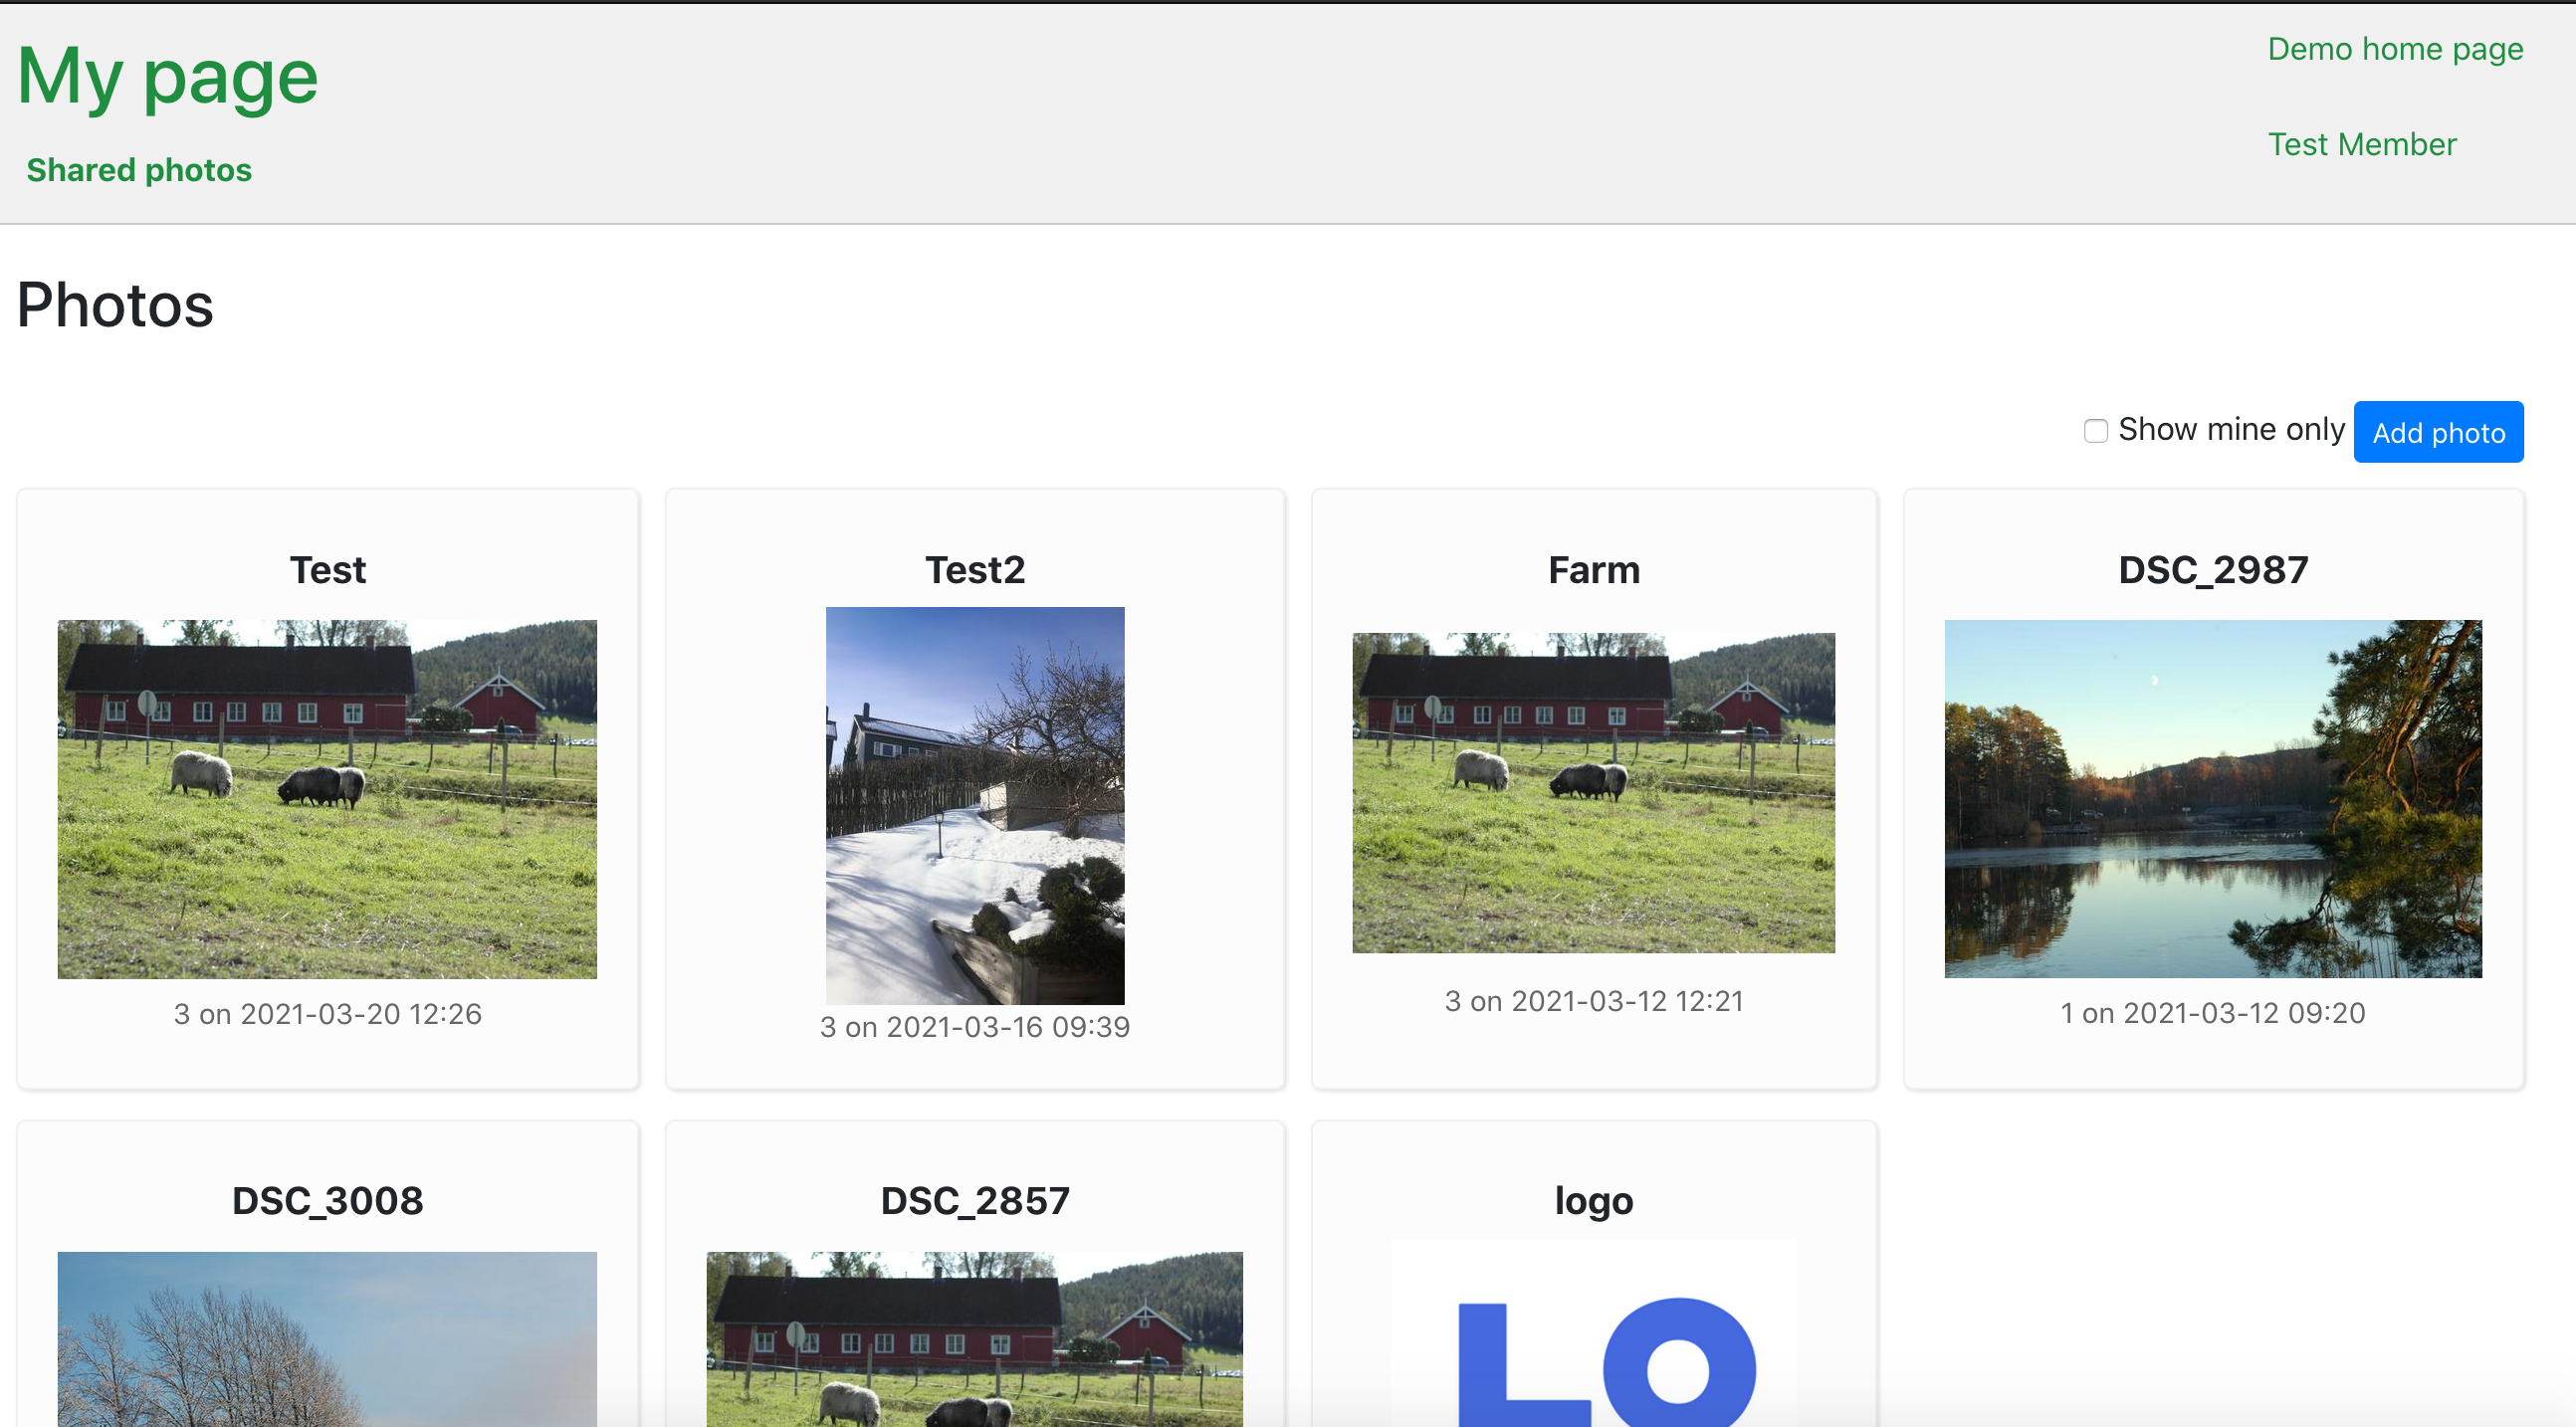 My page
Demo home page
Test Member
Shared photos
Photos
Show mine only
Add photo
Test
Test2
Farm
DSC_2987
3 on 2021-03-20 12:26
3 on 2021-03-16 09:39
3 on 2021-03-12 12:21
1 on 2021-03-12 09:20
DSC_3008
DSC_2857
logo
LO